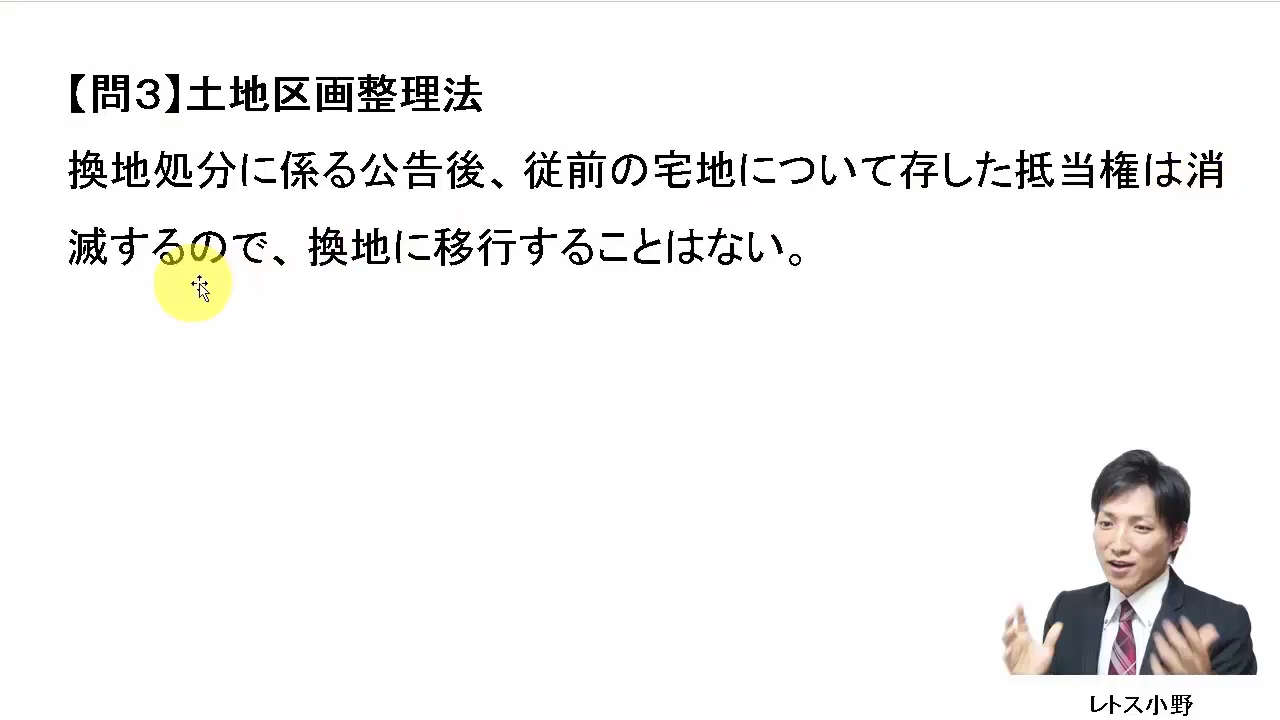 【問３】土地区画整理法
換地処分に係る公告後、従前の宅地について存した抵当権は消
滅するので、換地に移行することはない。
レトス小野